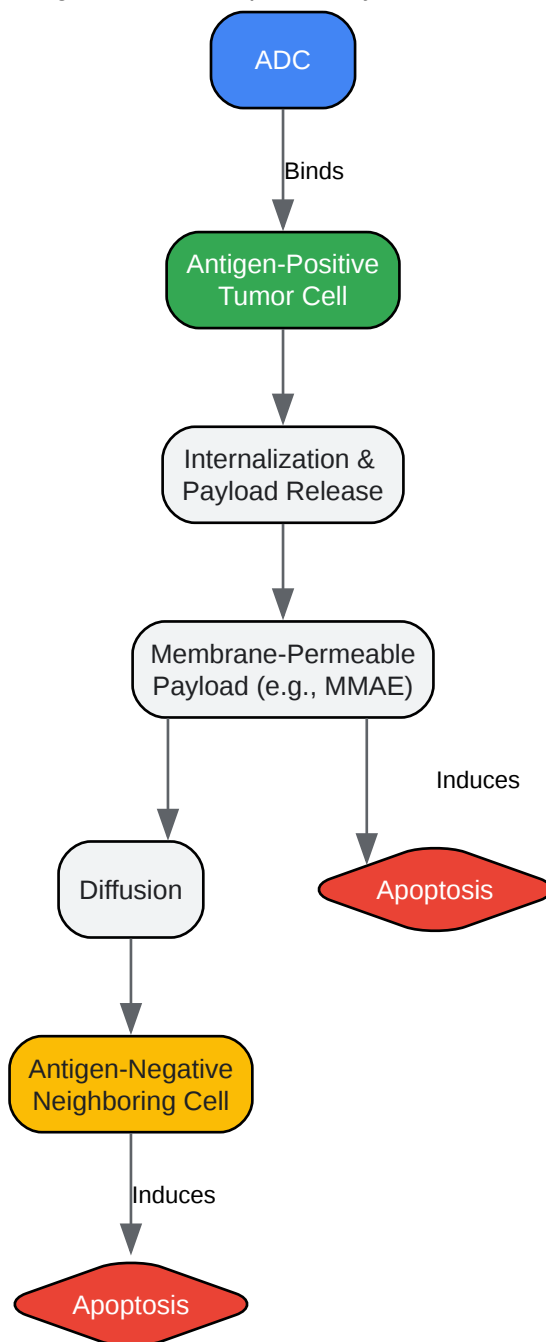 ADC
Binds
Antigen-Positive
Tumor Cell
Internalization &
Payload Release
Membrane-Permeable
Payload (e.g., MMAE)
Induces
Diffusion
Apoptosis
Antigen-Negative
Neighboring Cell
Induces
Apoptosis